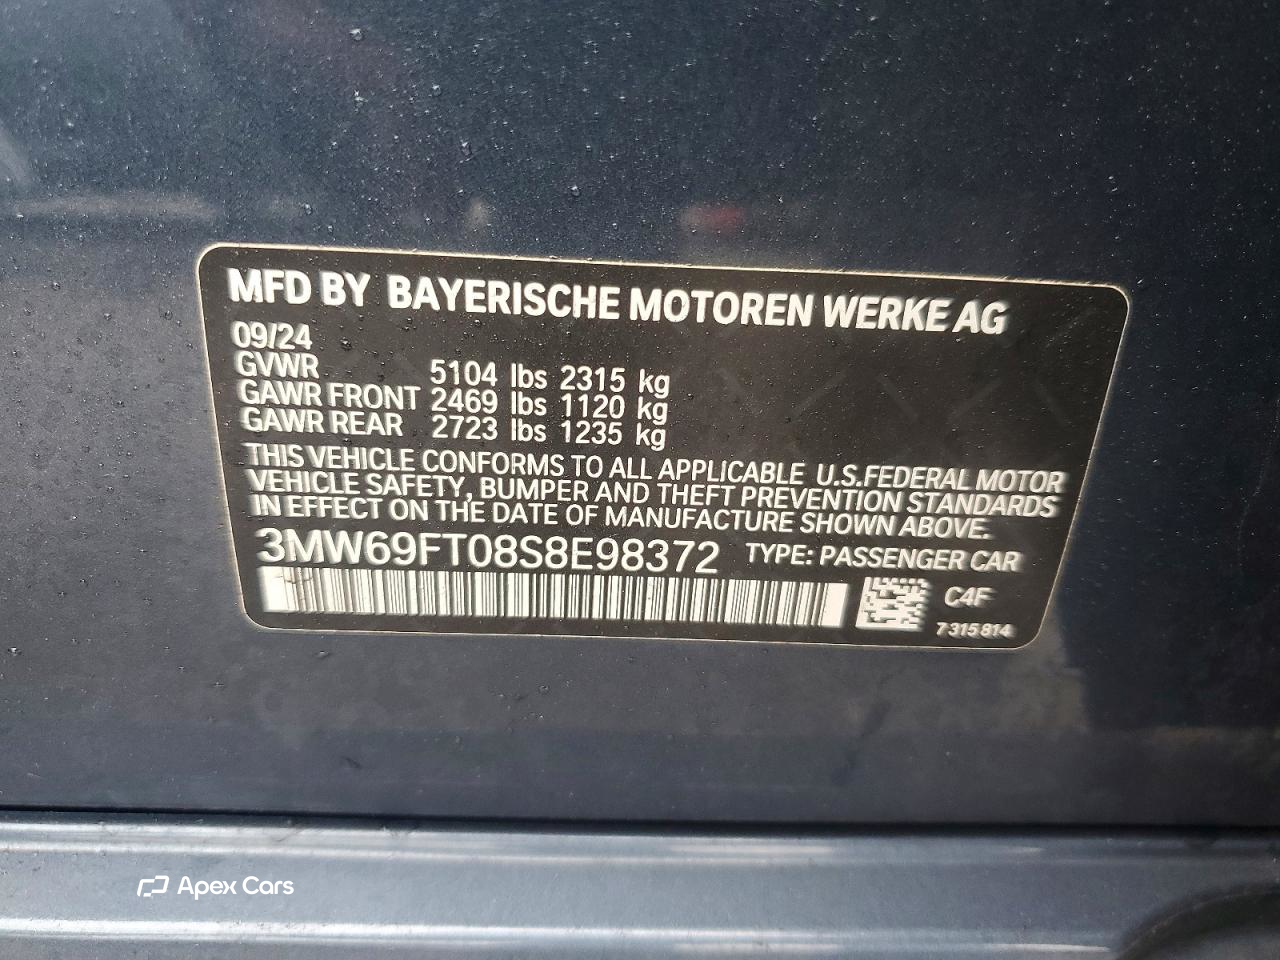 MFD BY BAYERISCHE MOTOREN WERKE AG
09/24
GVWR 5104 lbs 2315 kg
GAWR FRONT 2469 lbs 1120 kg
GAWR REAR 2723 lbs 1235 kg
THIS VEHICLE CONFORMS TO ALL APPLICABLE U.S.FEDERAL MOTOR
VEHICLE SAFETY, BUMPER AND THEFT PREVENTION STANDARDS
IN EFFECT ON THE DATE OF MANUFACTURE SHOWN ABOVE.
3MW69FT08S8E98372 TYPE: PASSENGER CAR
C4F
7 315 814
Apex Cars